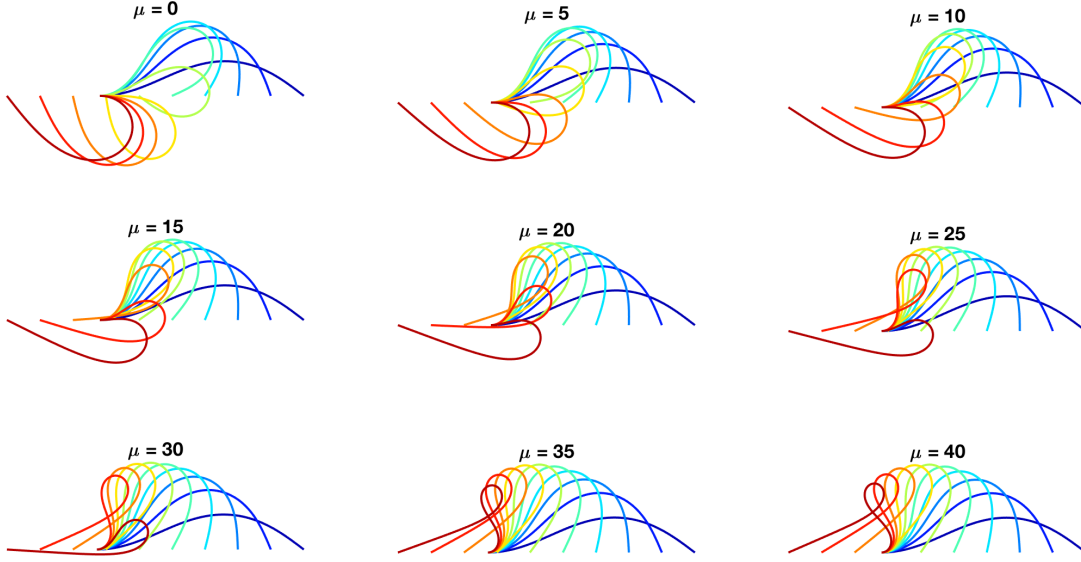 μ = 0
μ = 5
μ = 10
μ = 15
μ = 20
μ = 25
μ = 30
μ = 35
μ = 40